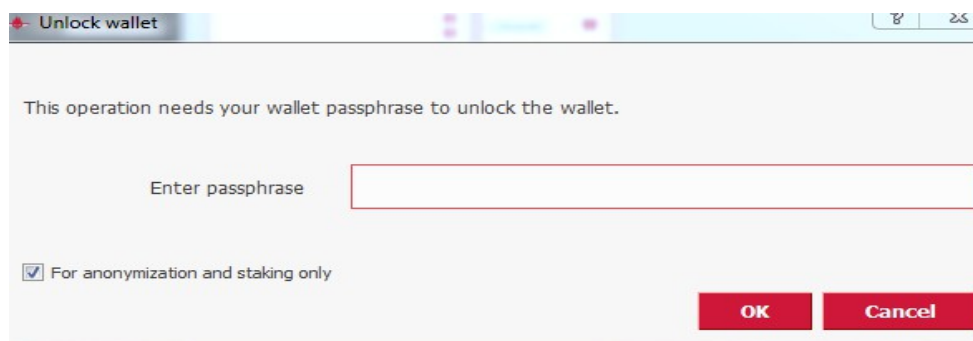 Unlock wallet
This operation needs your wallet passphrase to unlock the wallet.
Enter passphrase
For anonymization and staking only
OK Cancel